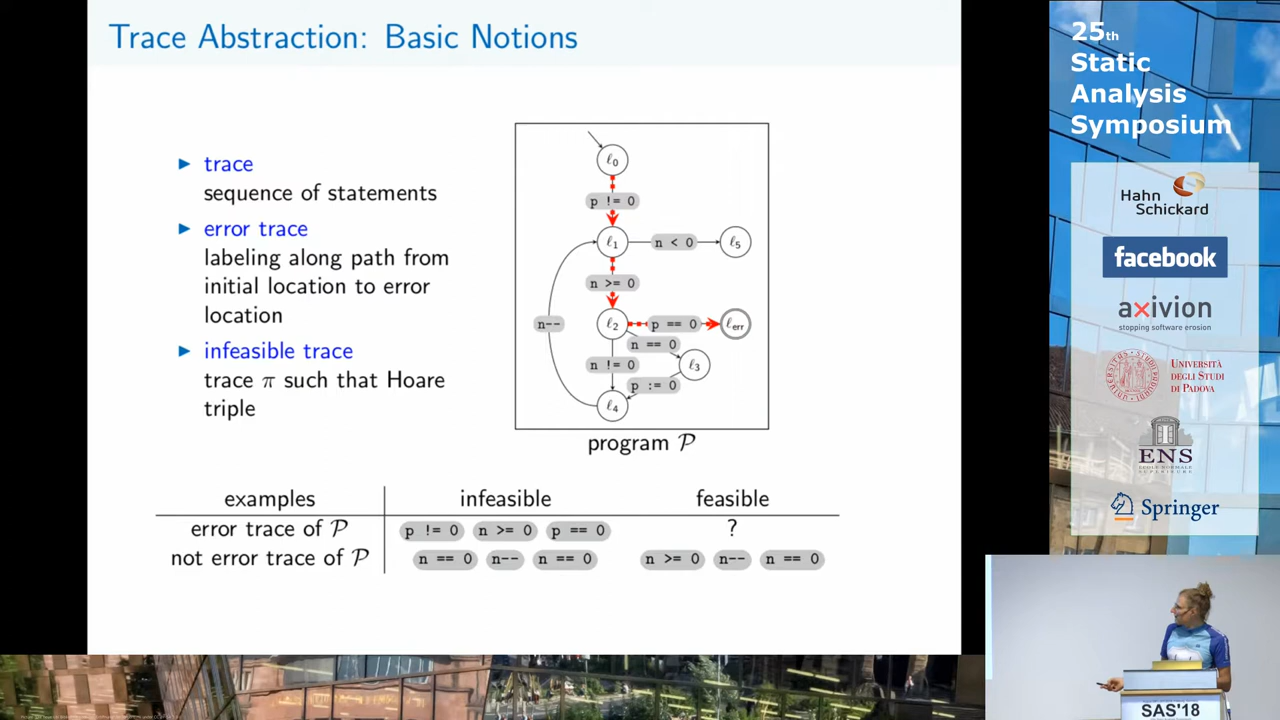 Trace Abstraction: Basic Notions
▶ trace
sequence of statements
▶ error trace
labeling along path from
initial location to error
location
▶ infeasible trace
trace π such that Hoare
triple
ℓ0
p != 0
ℓ1
n < 0
ℓ5
n >= 0
n--
ℓ2
p == 0
ℓerr
n == 0
n != 0
ℓ3
p := 0
ℓ4
program 𝒫
examples infeasible feasible
error trace of 𝒫 p != 0 n >= 0 p == 0 ?
not error trace of 𝒫 n == 0 n-- n == 0 n >= 0 n-- n == 0
25th
Static
Analysis
Symposium
Hahn
Schickard
facebook
axivion
stopping software erosion
UNIVERSITÀ
DEGLI STUDI
DI PADOVA
ENS
Springer
SAS'18